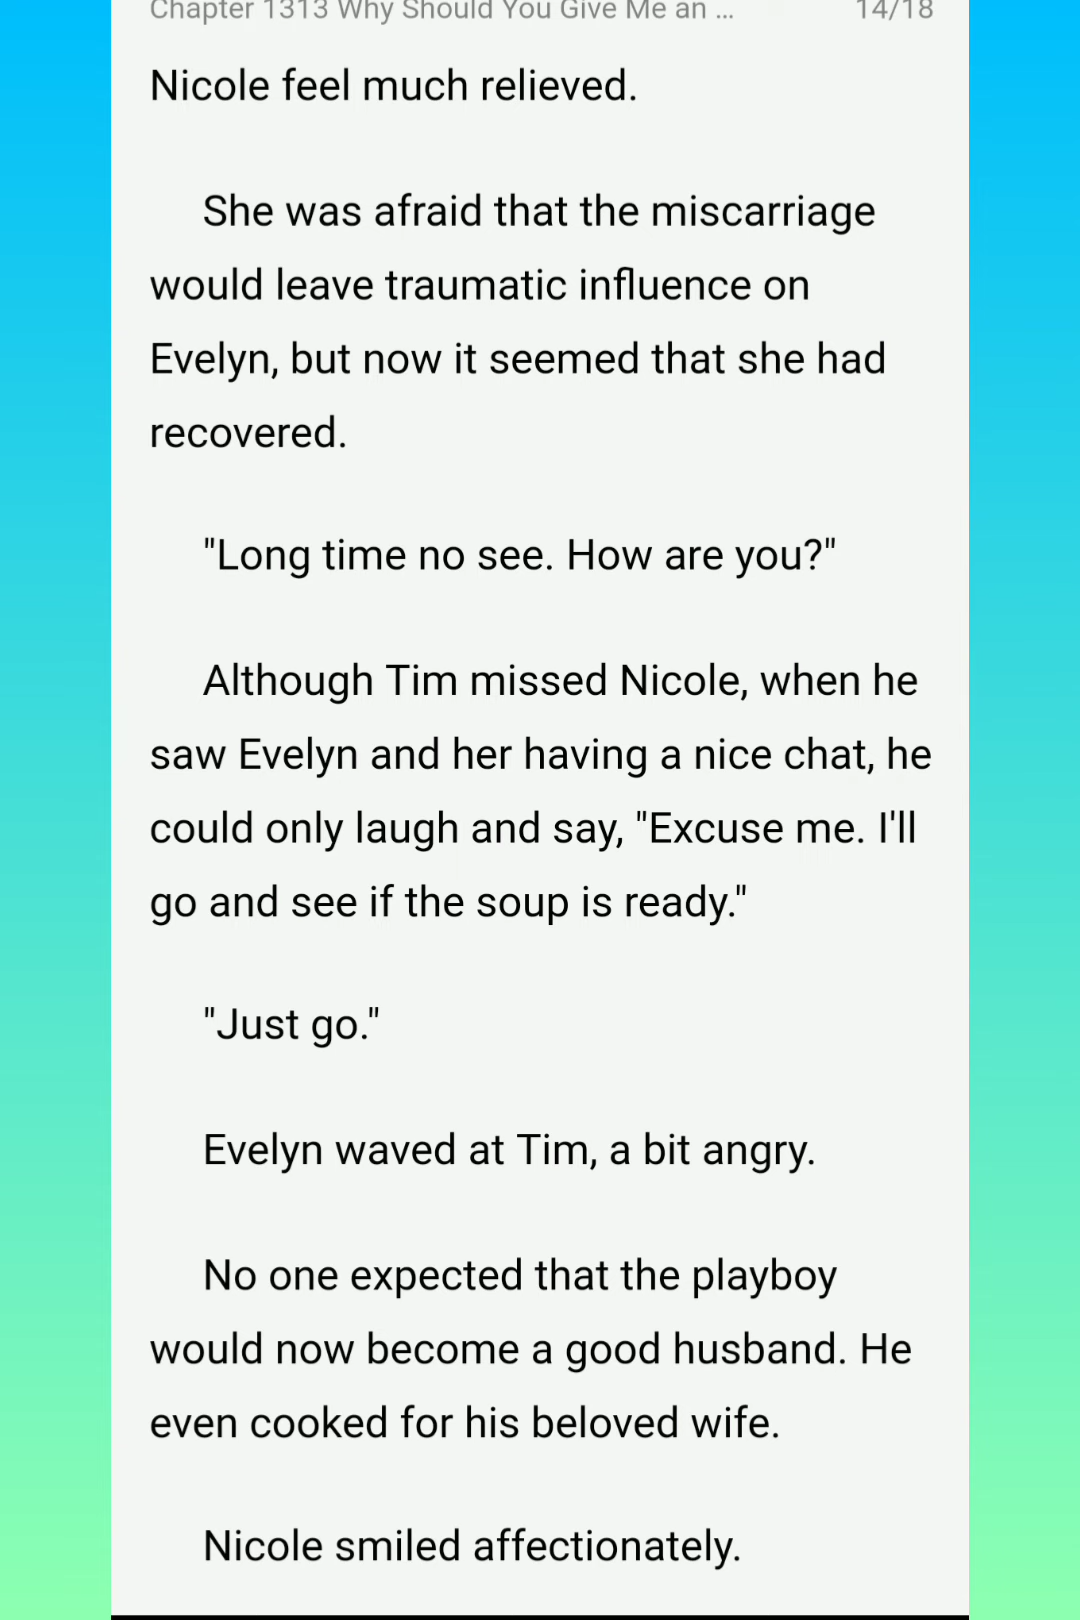 Chapter 1313 Why Should You Give Me an ... 14/18
Nicole feel much relieved.
She was afraid that the miscarriage
would leave traumatic influence on
Evelyn, but now it seemed that she had
recovered.
"Long time no see. How are you?"
Although Tim missed Nicole, when he
saw Evelyn and her having a nice chat, he
could only laugh and say, "Excuse me. I'll
go and see if the soup is ready."
"Just go."
Evelyn waved at Tim, a bit angry.
No one expected that the playboy
would now become a good husband. He
even cooked for his beloved wife.
Nicole smiled affectionately.